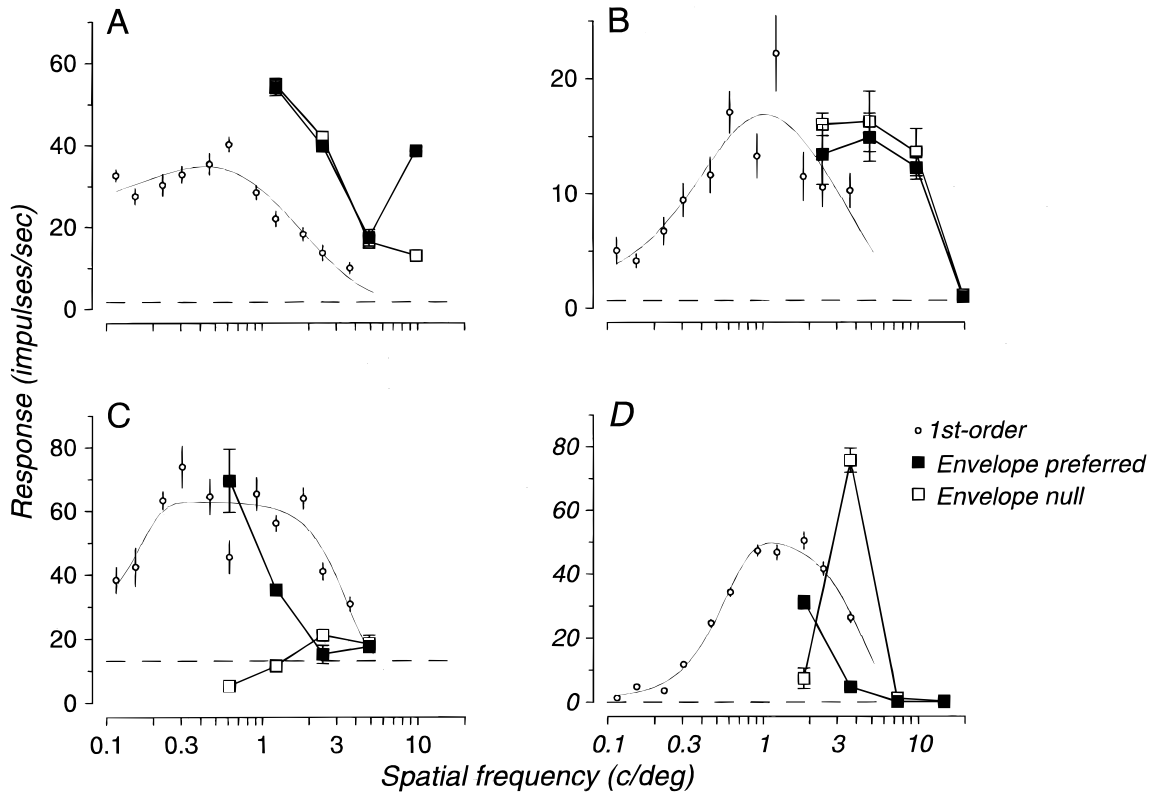 A
B
60
40
20
0
20
10
0
Response (impulses/sec)
C
80
60
40
20
0
0.1 0.3 1 3 10
D
80
60
40
20
0
0.1 0.3 1 3 10
1st-order
Envelope preferred
Envelope null
Spatial frequency (c/deg)